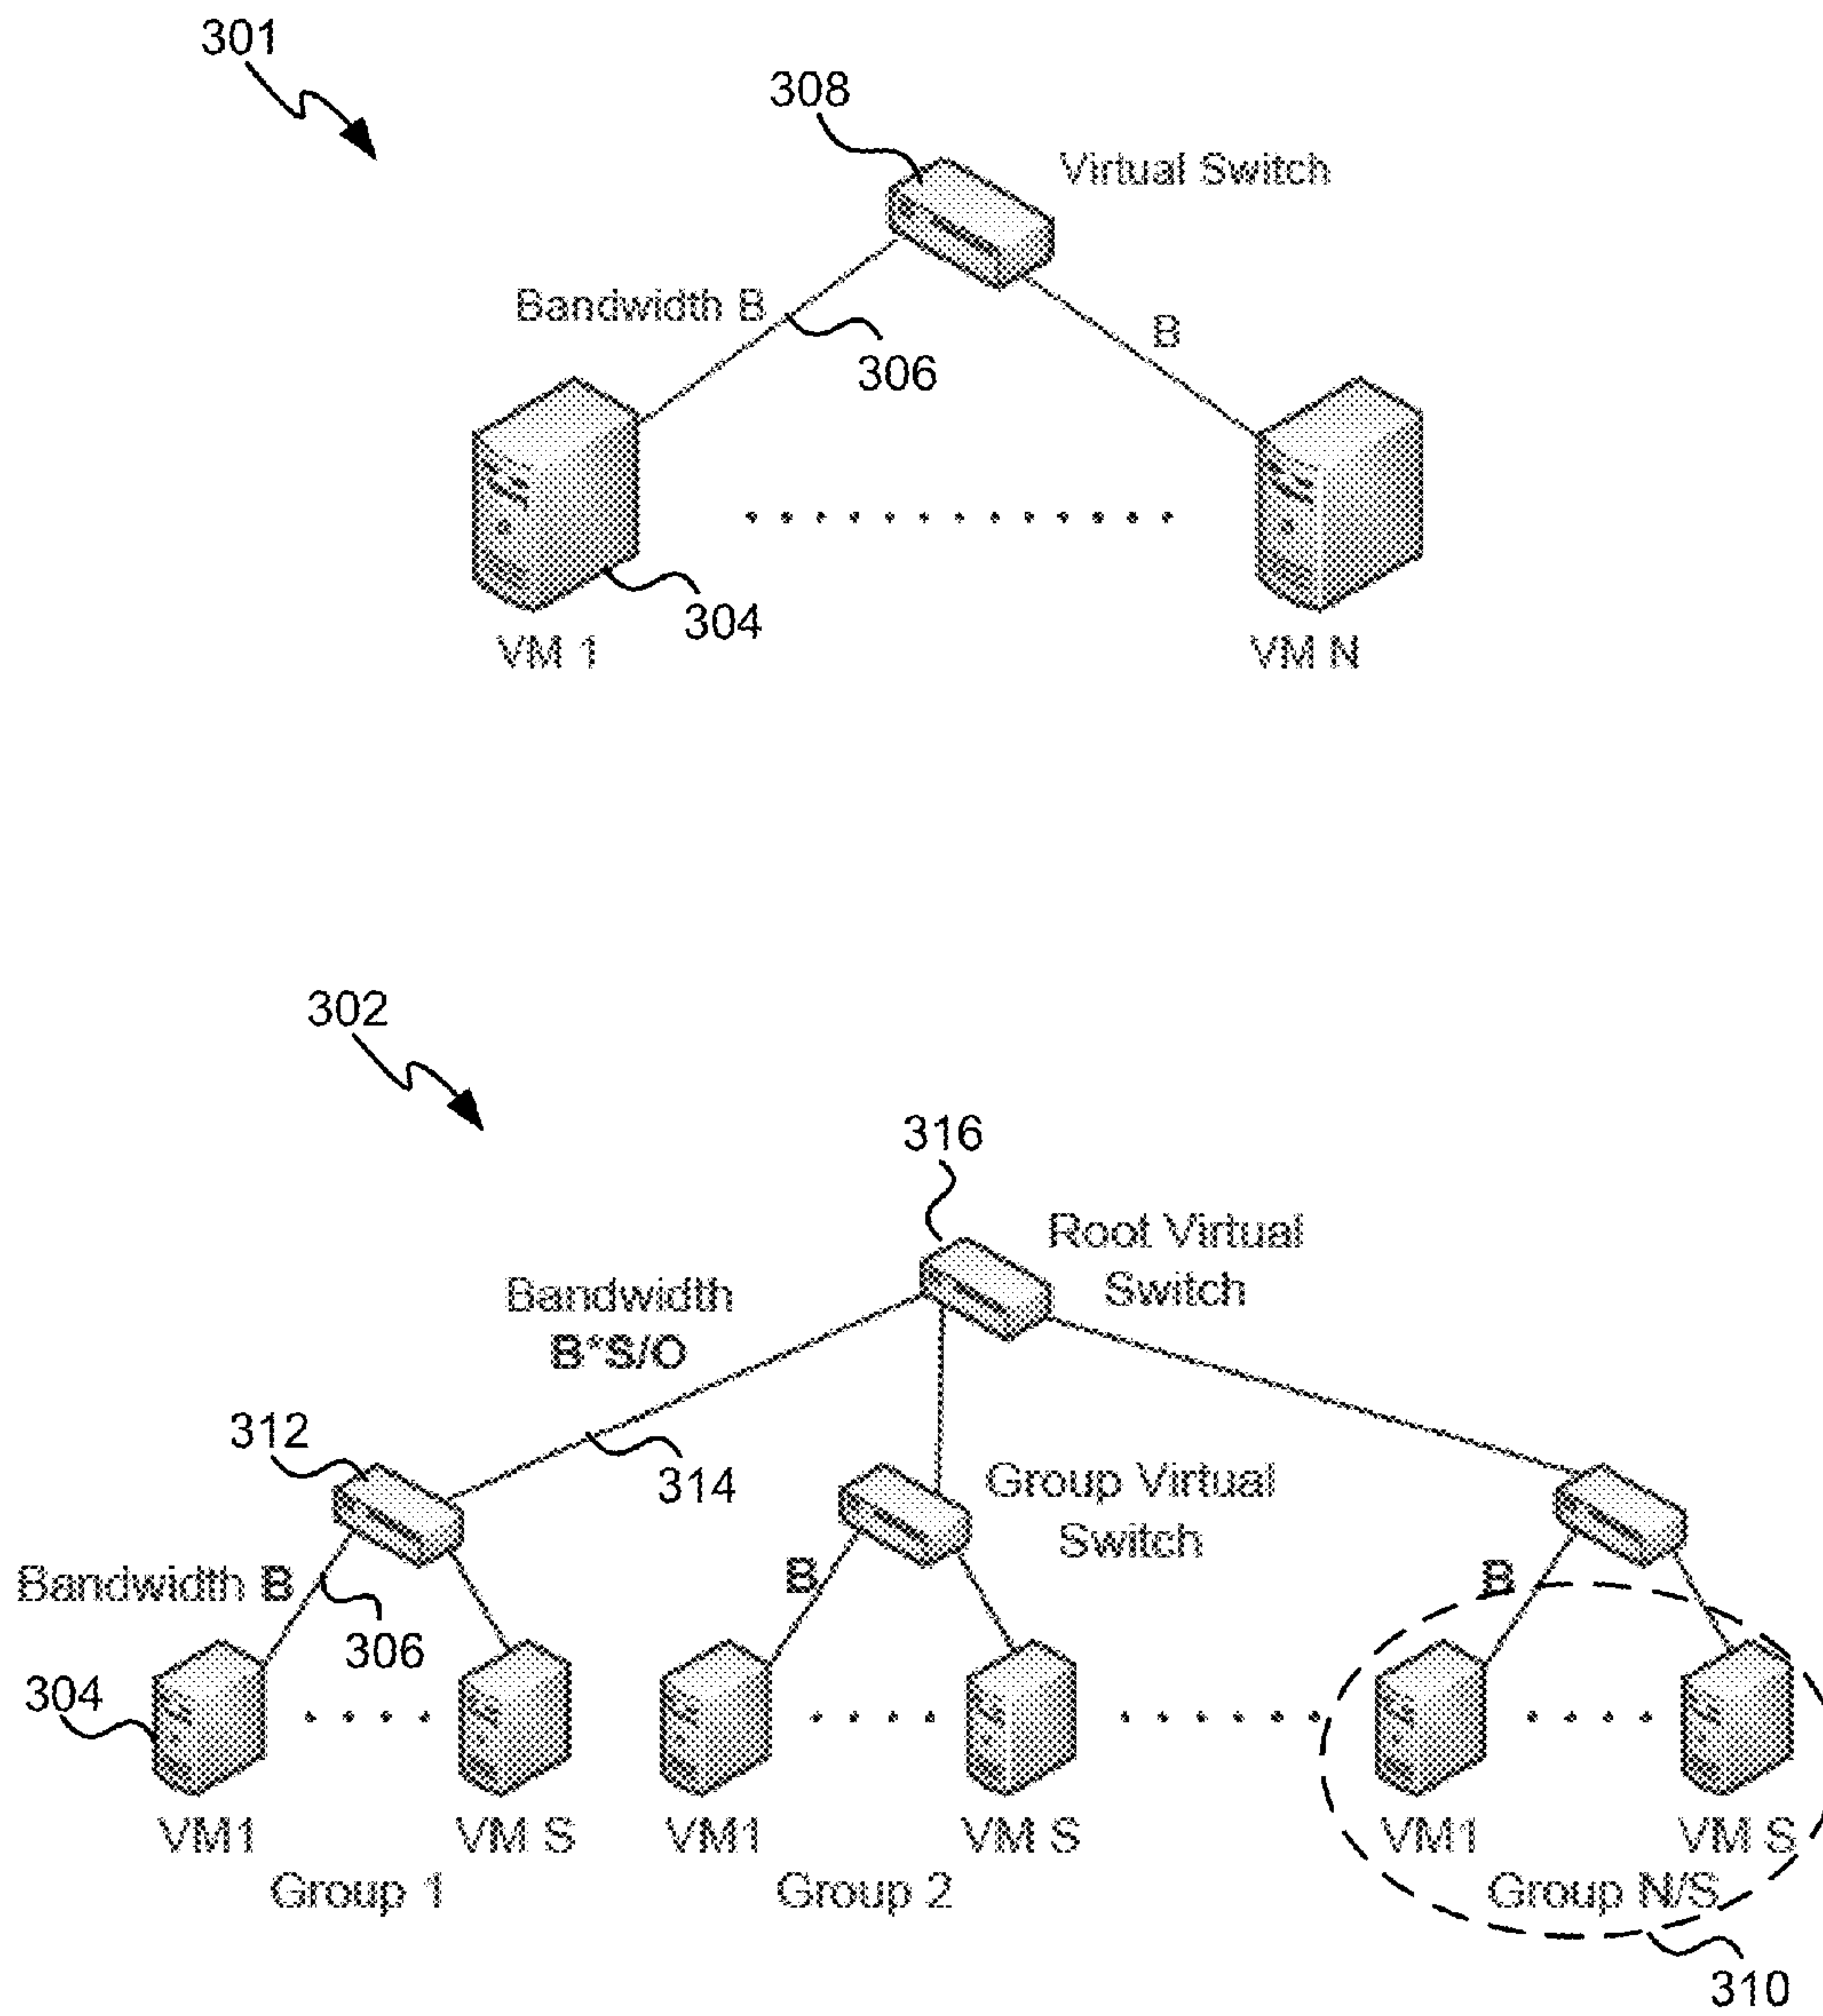 301
308
Virtual Switch
Bandwidth B
B
306
304
VM 1
VM N
302
316
Root Virtual
Switch
Bandwidth
B*S/O
312
314
Group Virtual
Switch
Bandwidth B
B
B
306
304
VM1
VM S
VM1
VM S
VM1
VM S
Group 1
Group 2
Group N/S
310